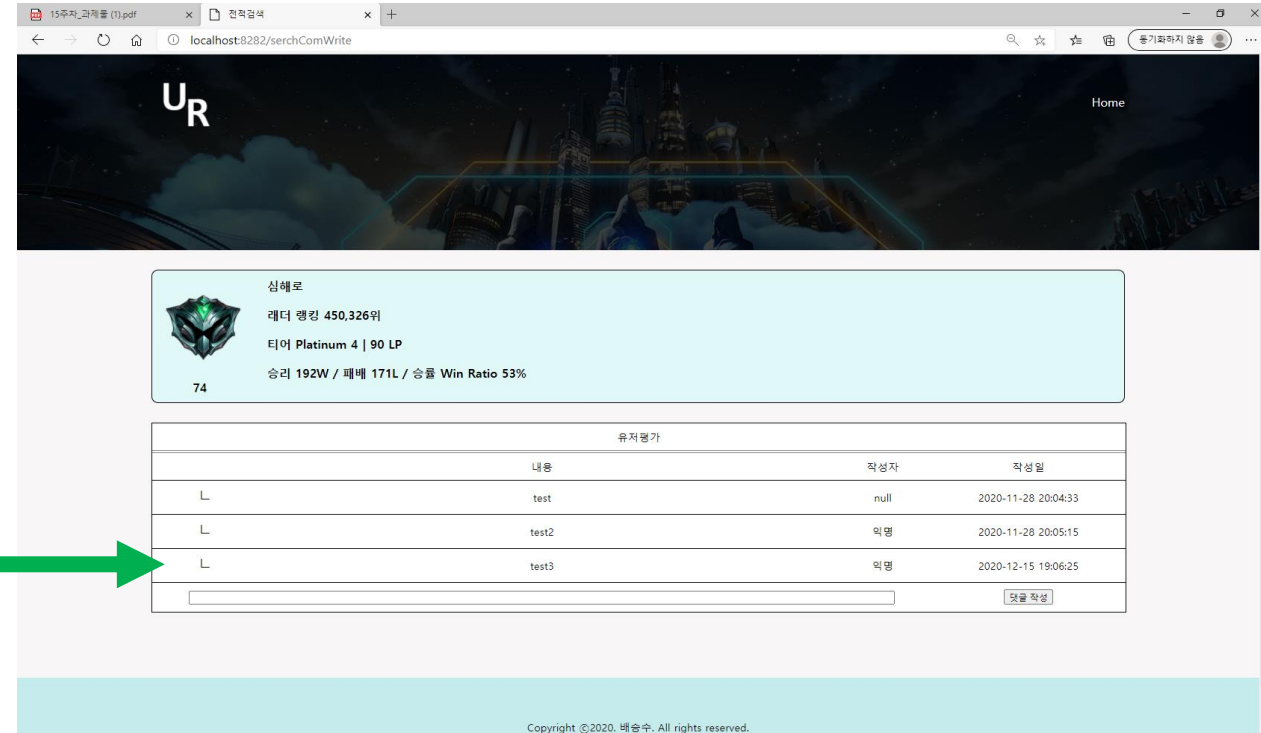 15주차_과제물 (1).pdf
전적검색
localhost:8282/serchComWrite
동기화하지 않음
UR
Home
심해로
래더 랭킹 450,326위
티어 Platinum 4 | 90 LP
승리 192W / 패배 171L / 승률 Win Ratio 53%
74
유저평가
내용 작성자 작성일
ㄴ test null 2020-11-28 20:04:33
ㄴ test2 익명 2020-11-28 20:05:15
ㄴ test3 익명 2020-12-15 19:06:25
댓글 작성
Copyright ©2020. 배승수. All rights reserved.